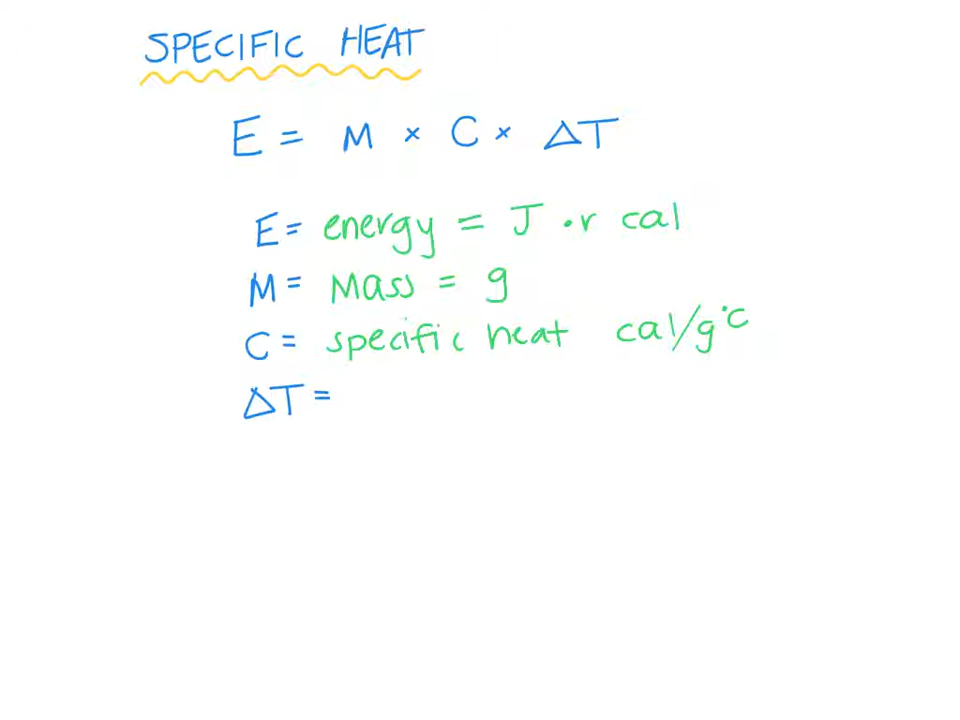 SPECIFIC HEAT
E = M × C × ΔT
E = energy = J or cal
M = Mass = g
C = specific heat cal/g°C
ΔT =